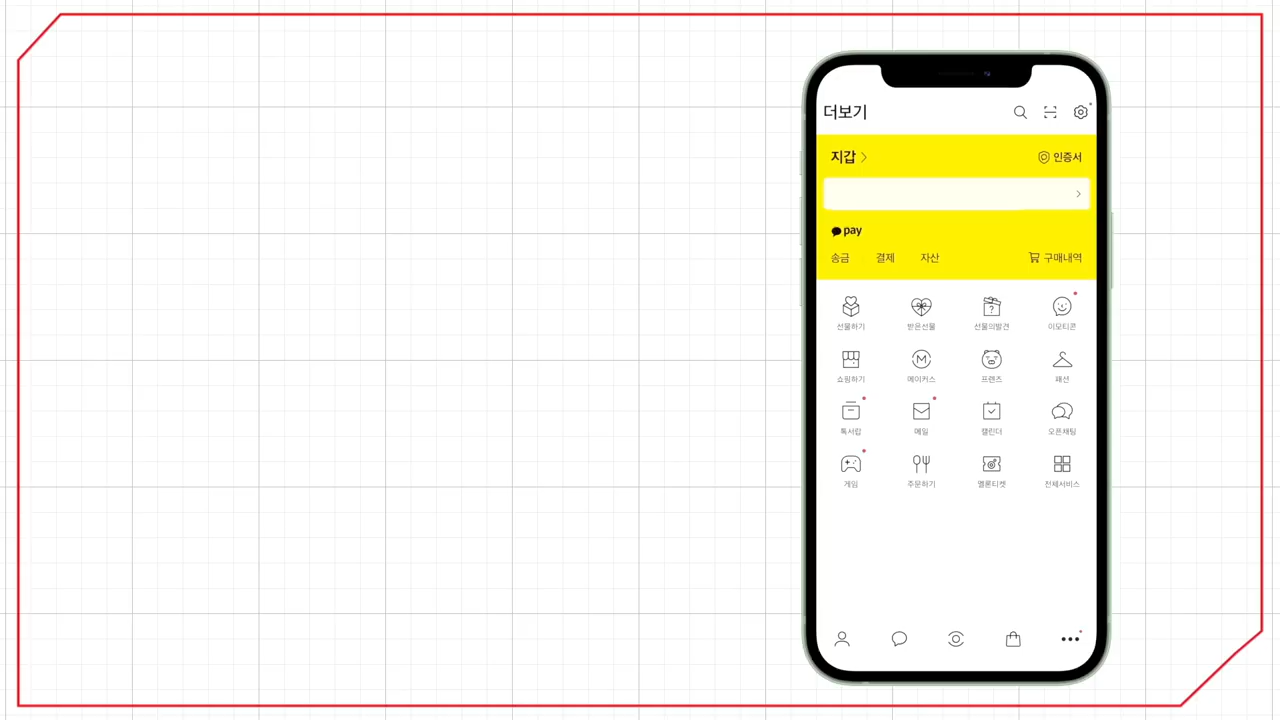 더보기
지갑
인증서
pay
송금 결제 자산 구매내역
선물하기 받은선물 선물의발견 이모티콘
쇼핑하기 메이커스 프렌즈 패션
톡서랍 메일 캘린더 오픈채팅
게임 주문하기 멜론티켓 전체서비스